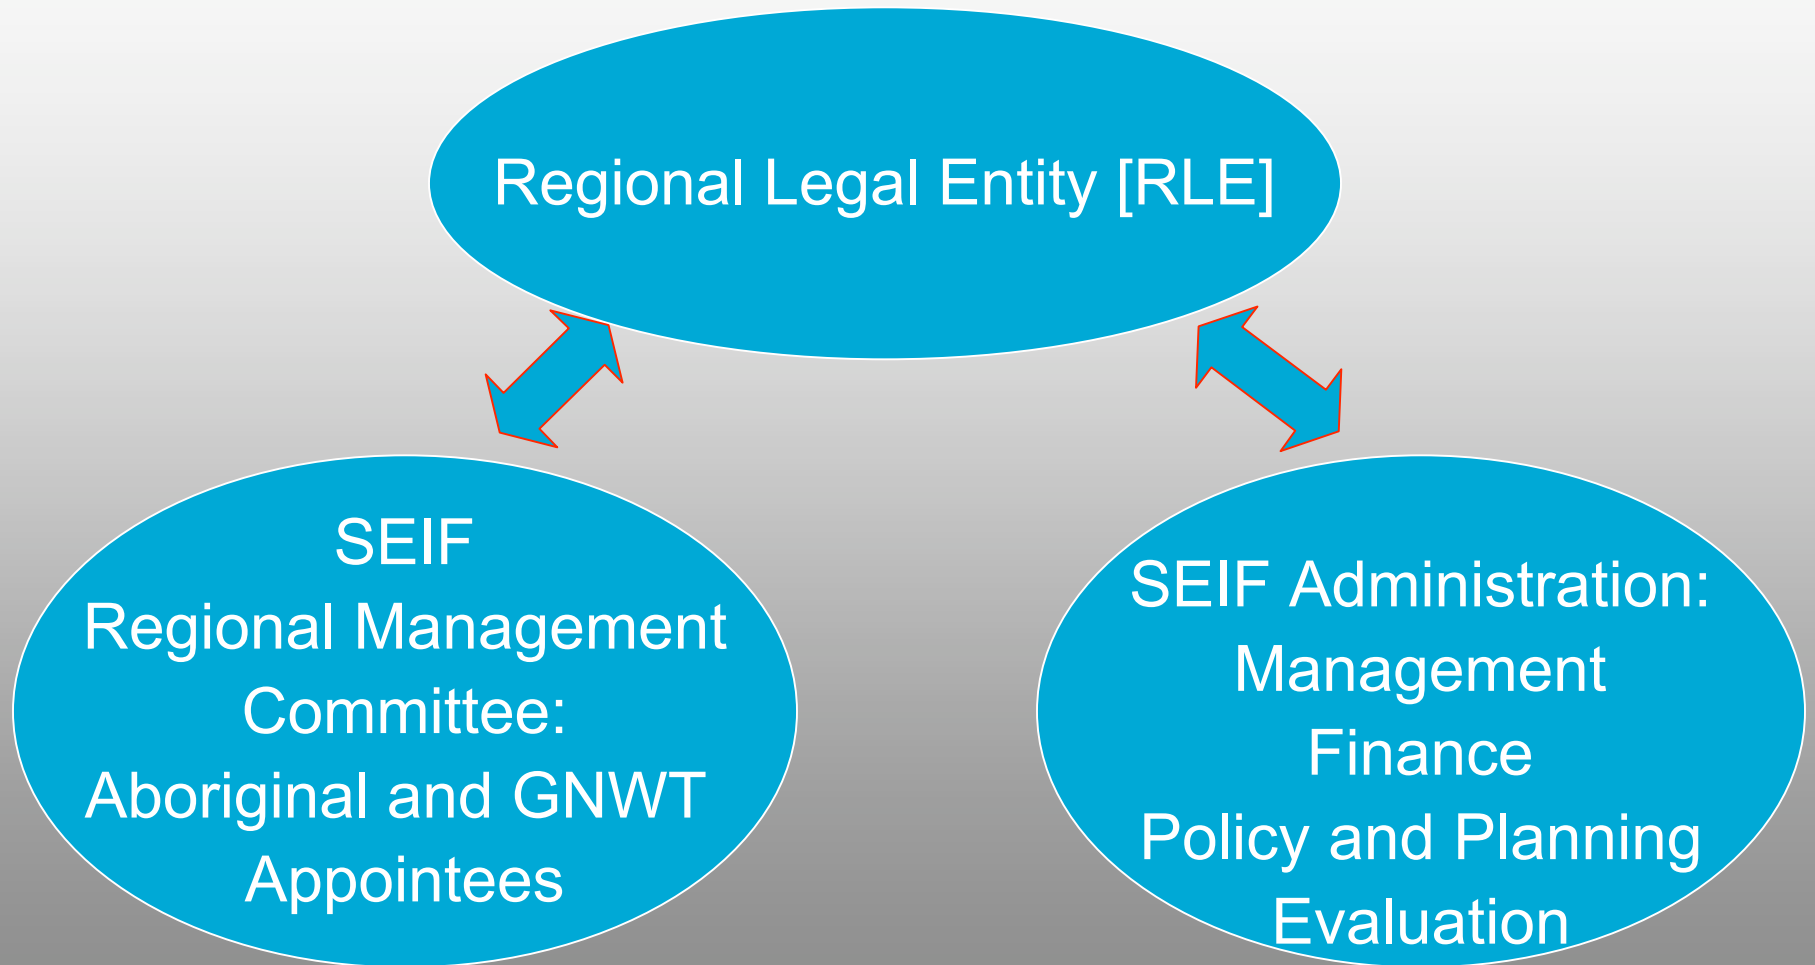 Regional Legal Entity [RLE]
SEIF
Regional Management
Committee:
Aboriginal and GNWT
Appointees
SEIF Administration:
Management
Finance
Policy and Planning
Evaluation